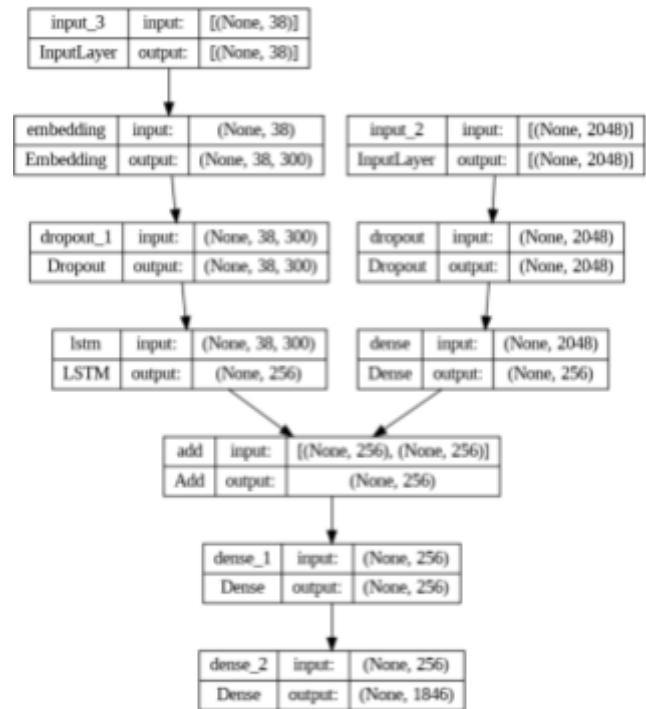 input_3 input: [(None, 38)]
InputLayer output: [(None, 38)]
embedding input: (None, 38)
Embedding output: (None, 38, 300)
input_2 input: [(None, 2048)]
InputLayer output: [(None, 2048)]
dropout_1 input: (None, 38, 300)
Dropout output: (None, 38, 300)
dropout input: (None, 2048)
Dropout output: (None, 2048)
lstm input: (None, 38, 300)
LSTM output: (None, 256)
dense input: (None, 2048)
Dense output: (None, 256)
add input: [(None, 256), (None, 256)]
Add output: (None, 256)
dense_1 input: (None, 256)
Dense output: (None, 256)
dense_2 input: (None, 256)
Dense output: (None, 1846)